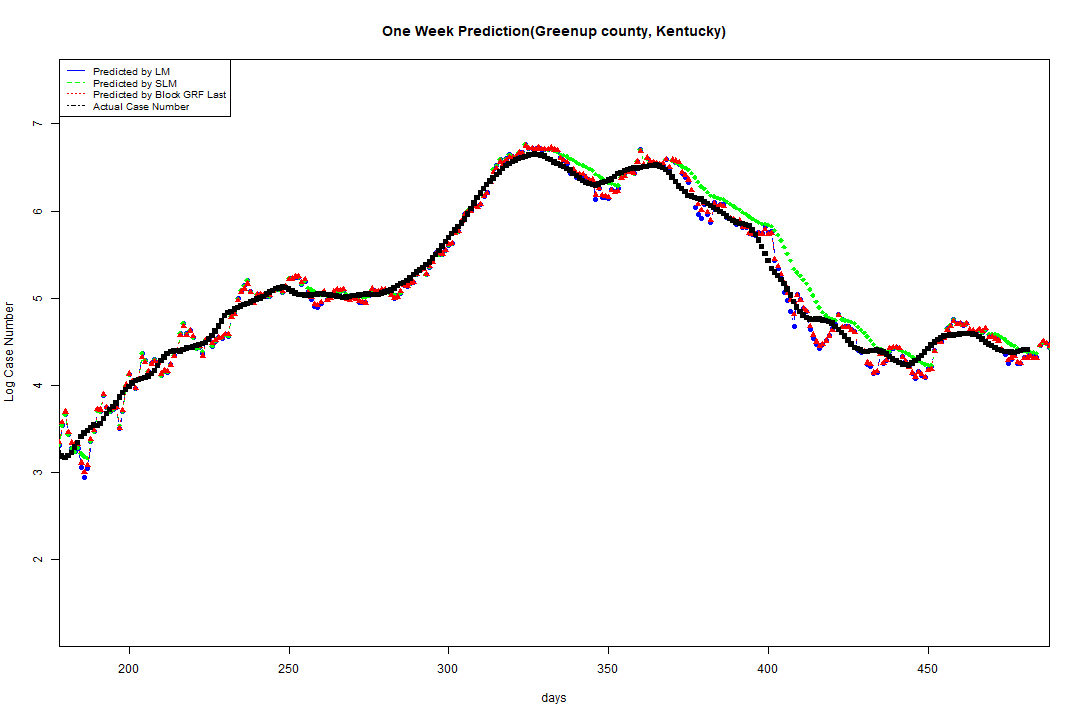 One Week Prediction(Greenup county, Kentucky)
Predicted by LM
Predicted by SLM
Predicted by Block GRF Last
Actual Case Number
7
6
5
4
3
2
Log Case Number
200 250 300 350 400 450
days